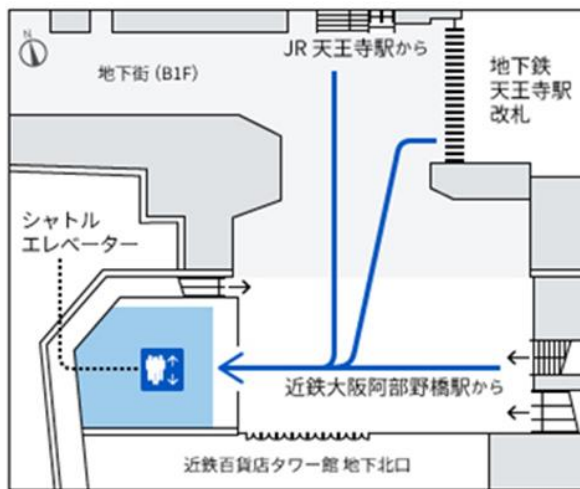 N
JR 天王寺駅から
地下街 (B1F)
地下鉄
天王寺駅
改札
シャトル
エレベーター
近鉄大阪阿部野橋駅から
近鉄百貨店タワー館 地下北口